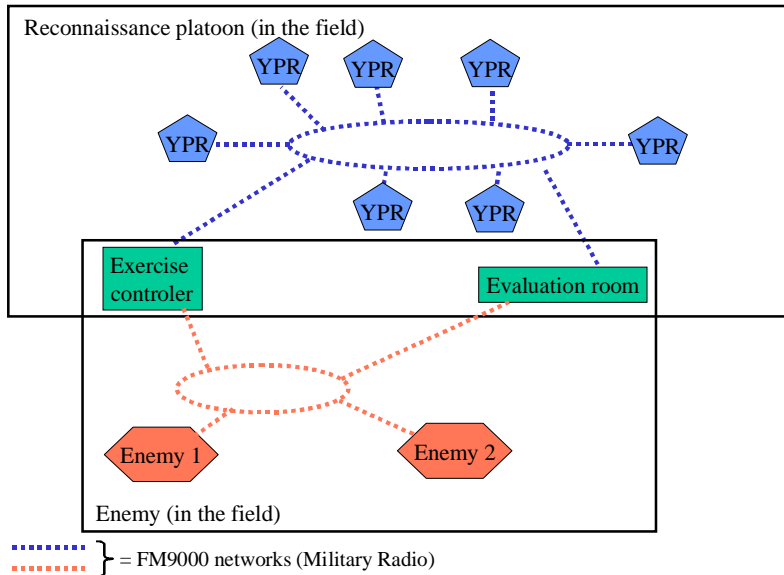 Reconnaissance platoon (in the field)
YPR
YPR
YPR
YPR
YPR
YPR
YPR
Exercise
controler
Evaluation room
Enemy 1
Enemy 2
Enemy (in the field)
= FM9000 networks (Military Radio)